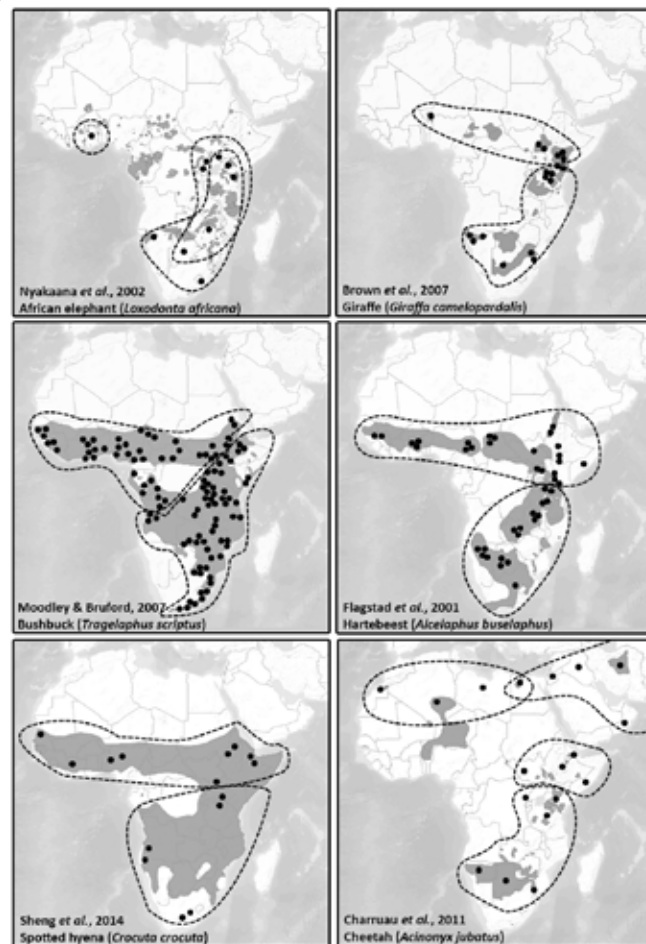 Nyakaana et al., 2002
African elephant (Loxodonta africana)
Brown et al., 2007
Giraffe (Giraffa camelopardalis)
Moodley & Bruford, 2007
Bushbuck (Tragelaphus scriptus)
Flagstad et al., 2001
Hartebeest (Alcelaphus buselaphus)
Sheng et al., 2014
Spotted hyena (Crocuta crocuta)
Charruau et al., 2011
Cheetah (Acinonyx jubatus)